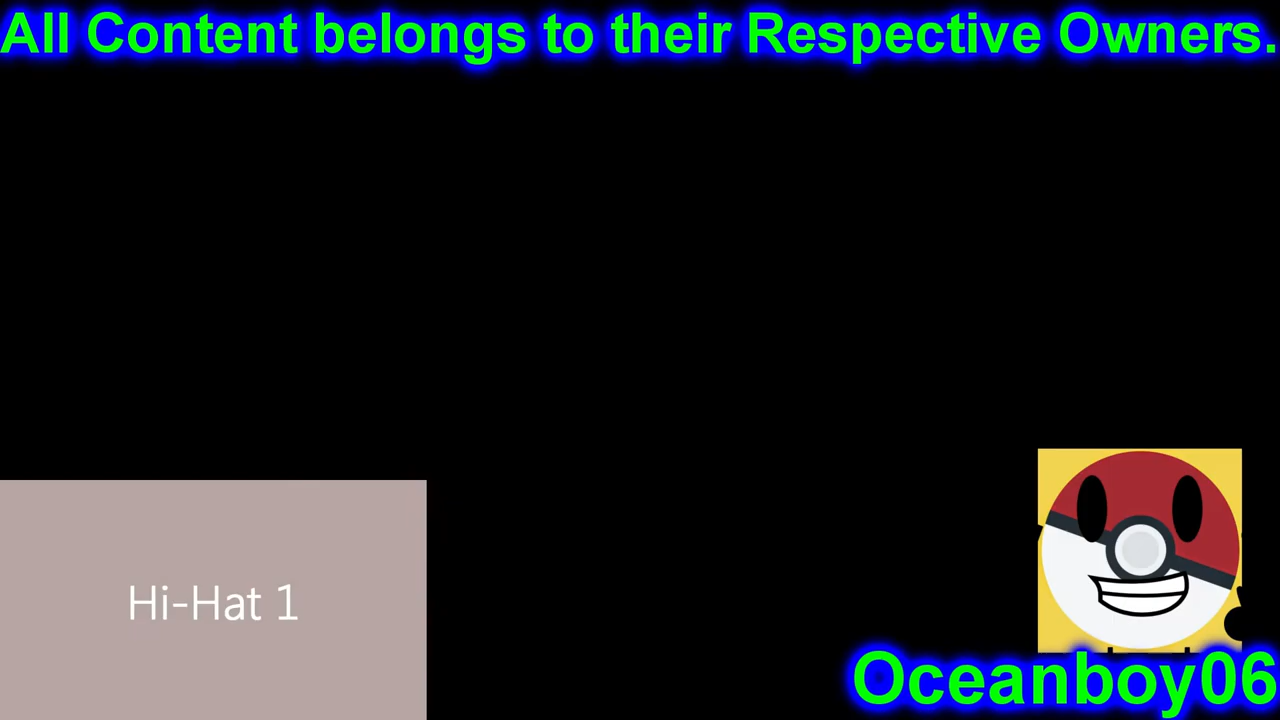 All Content belongs to their Respective Owners.
Hi-Hat 1
Oceanboy06